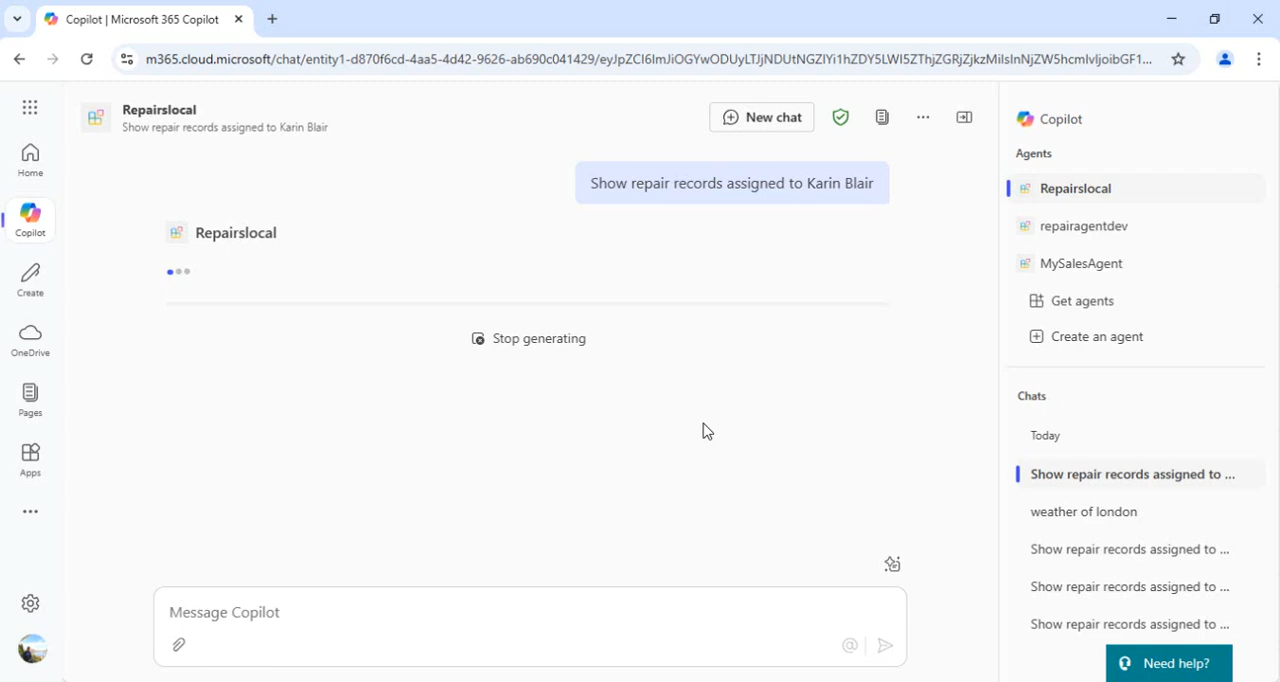 Copilot | Microsoft 365 Copilot
m365.cloud.microsoft/chat/entity1-d870f6cd-4aa5-4d42-9626-ab690c041429/
Repairslocal
Show repair records assigned to Karin Blair
New chat
Show repair records assigned to Karin Blair
Repairslocal
Stop generating
Message Copilot
Home
Copilot
Create
OneDrive
Pages
Apps
Copilot
Agents
Repairslocal
repairagentdev
MySalesAgent
Get agents
Create an agent
Chats
Today
Show repair records assigned to ...
weather of london
Show repair records assigned to ...
Show repair records assigned to ...
Show repair records assigned to ...
Need help?